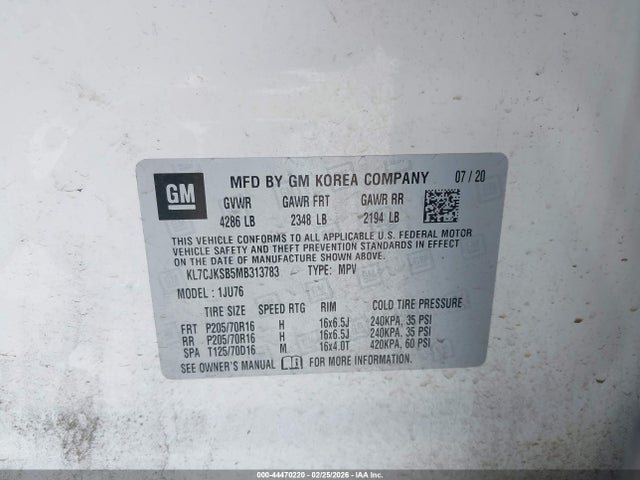 GM
MFD BY GM KOREA COMPANY 07 / 20
GVWR GAWR FRT GAWR RR
4286 LB 2348 LB 2194 LB
THIS VEHICLE CONFORMS TO ALL APPLICABLE U.S. FEDERAL MOTOR
VEHICLE SAFETY AND THEFT PREVENTION STANDARDS IN EFFECT ON
THE DATE OF MANUFACTURE SHOWN ABOVE.
KL7CJKSB5MB313783 TYPE: MPV
MODEL : 1JU76
TIRE SIZE SPEED RTG RIM COLD TIRE PRESSURE
FRT P205/70R16 H 16x6.5J 240KPA, 35 PSI
RR P205/70R16 H 16x6.5J 240KPA, 35 PSI
SPA T125/70D16 M 16x4.0T 420KPA, 60 PSI
SEE OWNER'S MANUAL FOR MORE INFORMATION.
000-44470220 - 02/25/2026 - IAA.COM